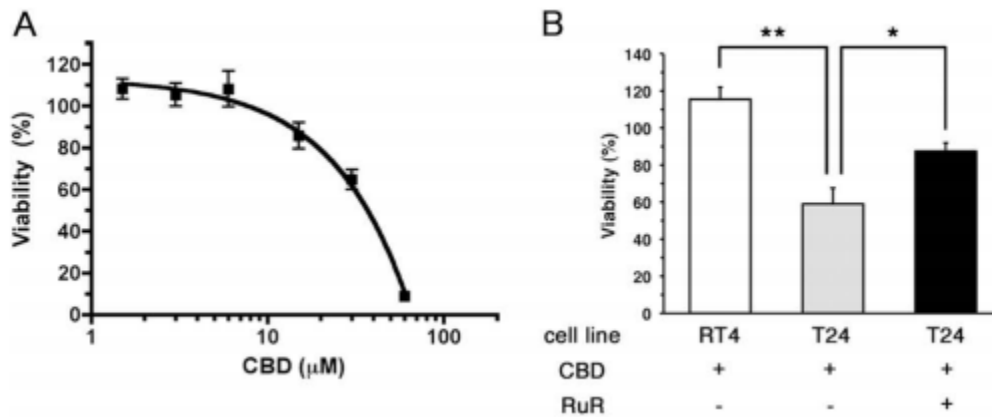 A
120
100
80
60
40
20
0
Viability (%)
1
10
100
CBD (μM)
B
** *
140
120
100
80
60
40
20
0
Viability (%)
cell line RT4 T24 T24
CBD + + +
RuR - - +